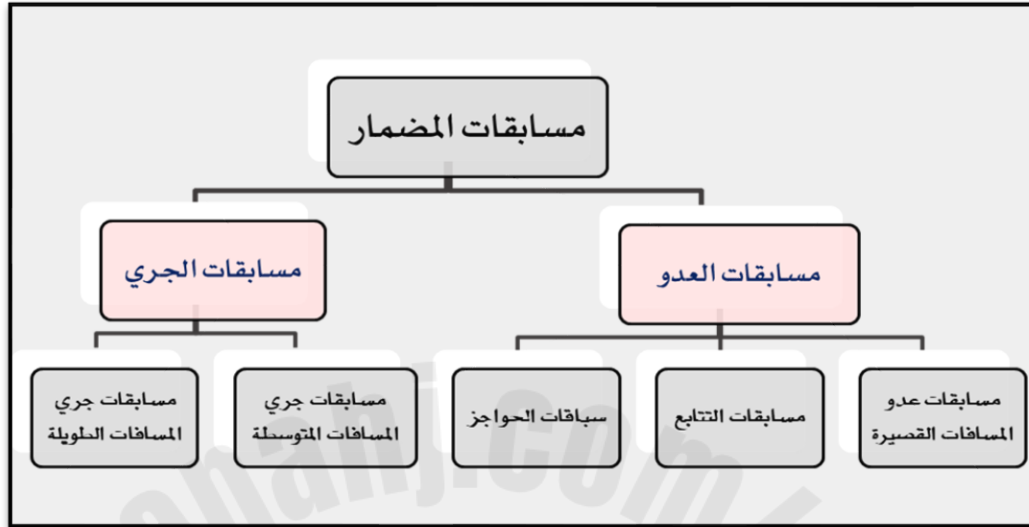 مسابقات المضمار
مسابقات العدو
مسابقات الجري
مسابقات عدو
المسافات القصيرة
مسابقات التتابع
سباقات الحواجز
مسابقات جري
المسافات المتوسطة
مسابقات جري
المسافات الطويلة